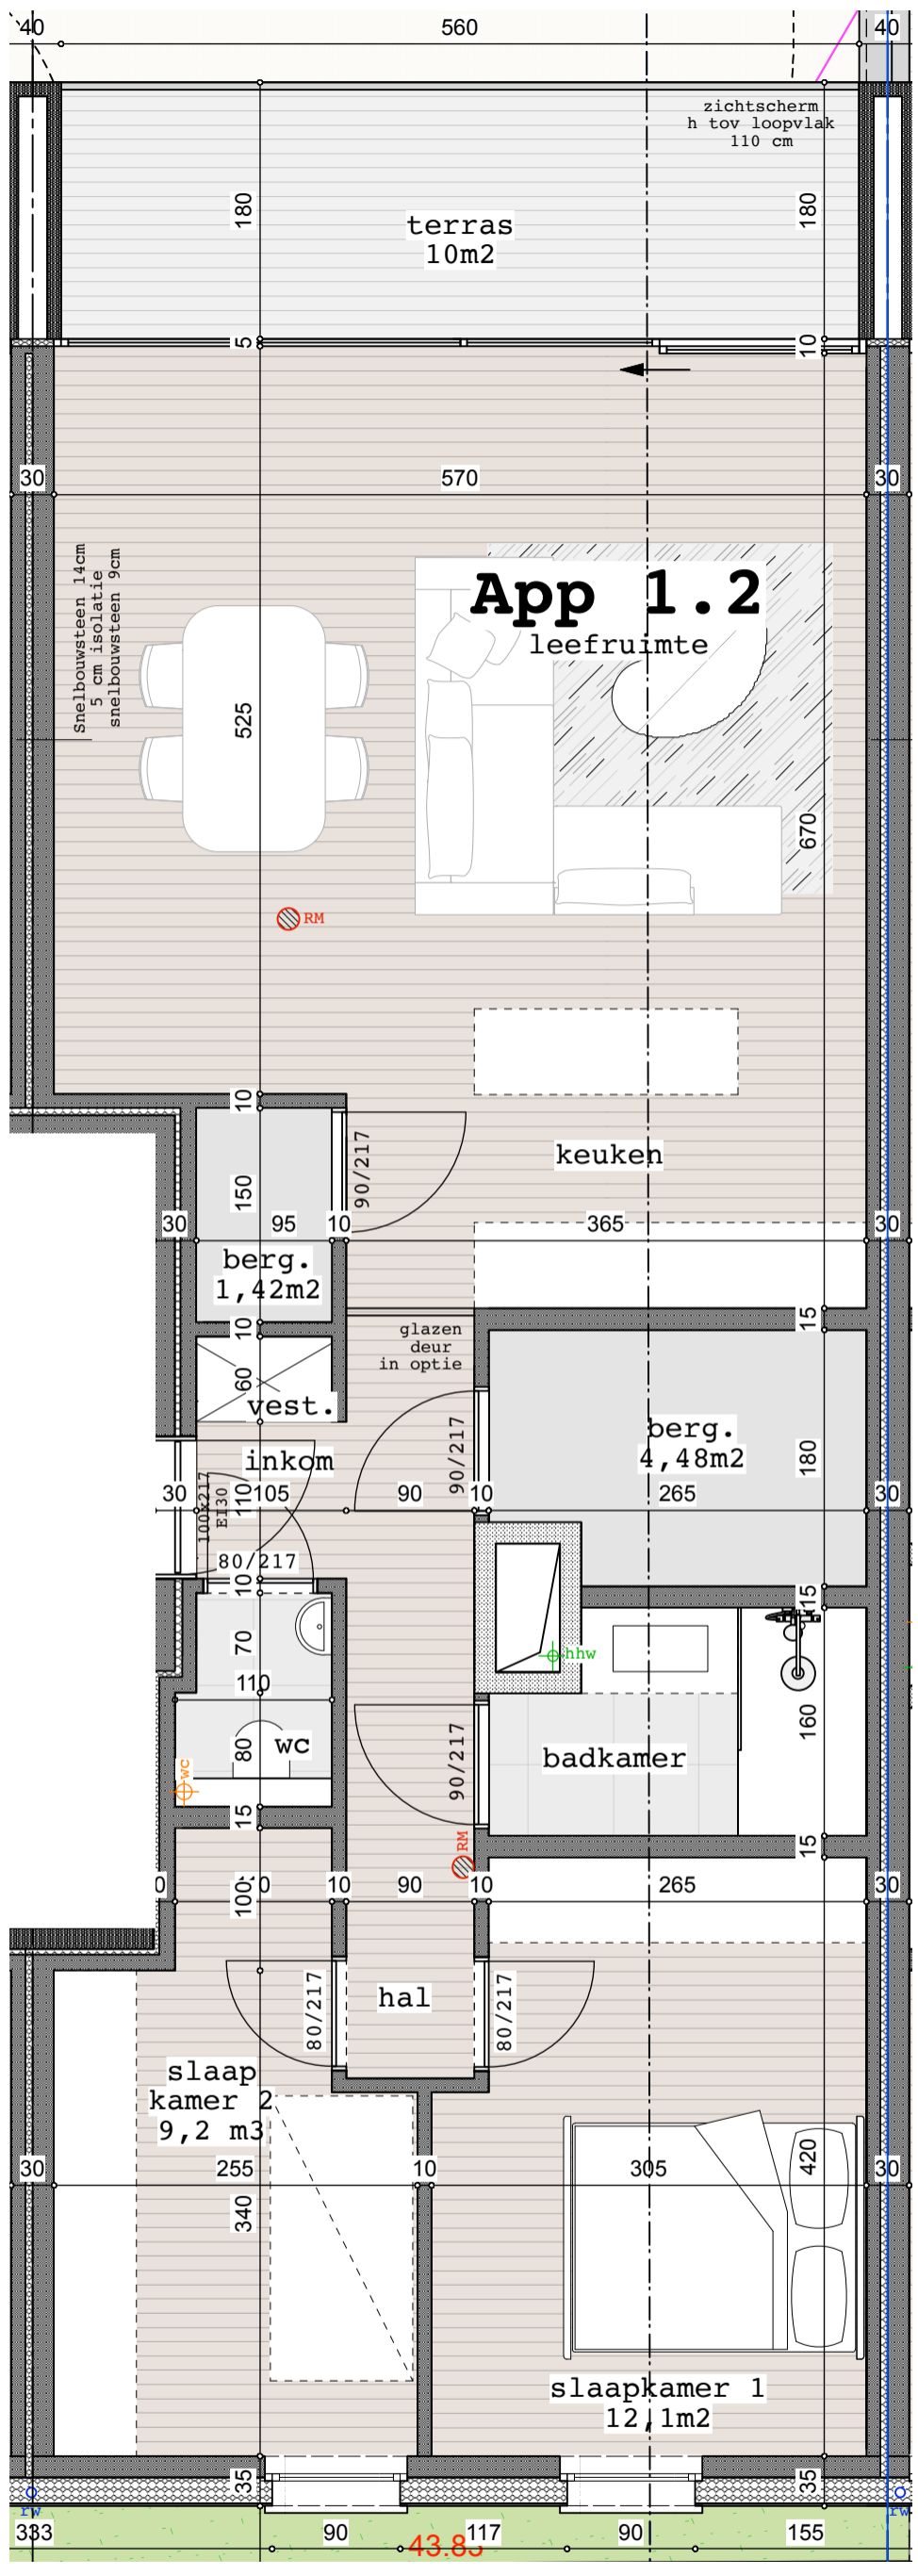 40
560
40
zichtscherm
h tov loopvlak
110 cm
180
180
terras
10m2
5
10
30
570
30
Snelbouwsteen 14cm
5 cm isolatie
snelbouwsteen 9cm
App 1.2
leefruimte
525
670
RM
10
90/217
keuken
150
30
95
10
365
30
berg.
1,42m2
10
15
glazen
deur
in optie
60
vest.
berg.
4,48m2
90/217
180
inkom
30
100x217
EI30
110
105
90
10
265
30
80/217
10
15
70
hhw
110
160
80
wc
90/217
badkamer
wc
15
RM
15
100
10
90
10
265
30
80/217
hal
80/217
slaap
kamer 2
9,2 m3
30
255
10
305
420
30
340
slaapkamer 1
12,1m2
35
35
rw
rw
333
90
43.83
117
90
155